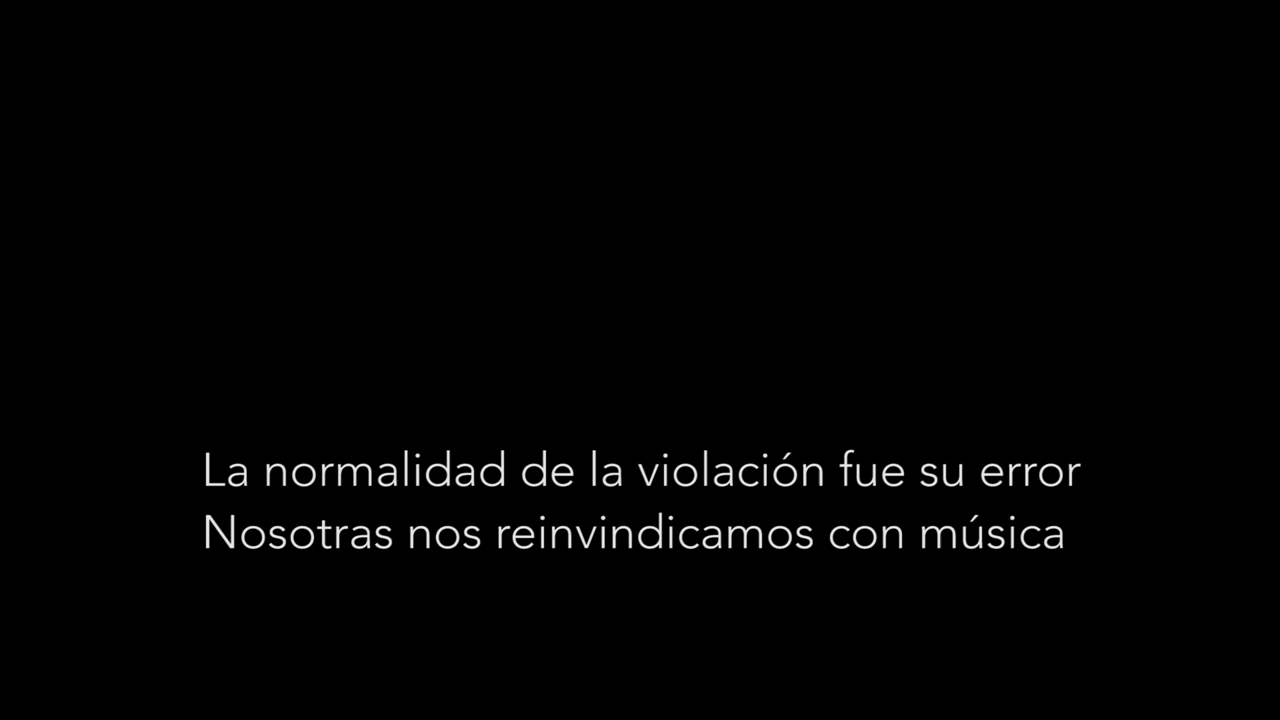 La normalidad de la violación fue su error
Nosotras nos reinvindicamos con música